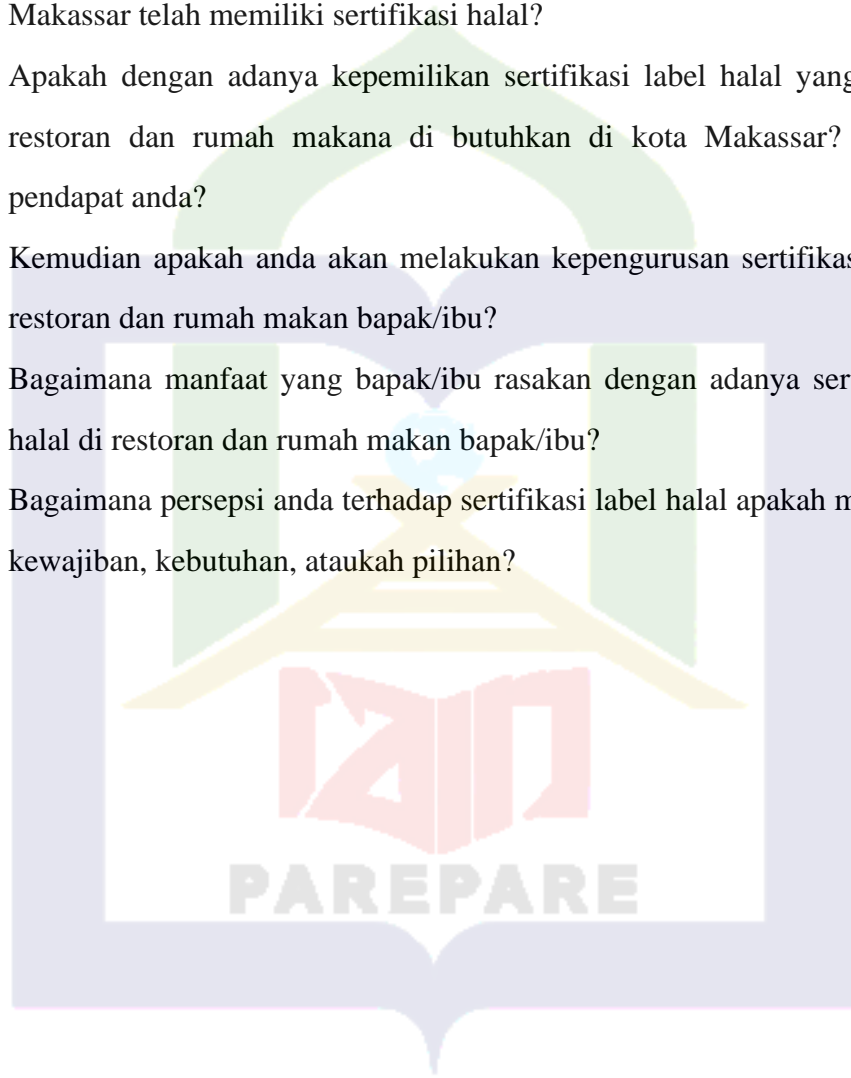 Makassar telah memiliki sertifikasi halal?
Apakah dengan adanya kepemilikan sertifikasi label halal yang
restoran dan rumah makana di butuhkan di kota Makassar?
pendapat anda?
Kemudian apakah anda akan melakukan kepengurusan
restoran dan rumah makan bapak/ibu?
Bagaimana manfaat yang bapak/ibu rasakan dengan adanya
halal di restoran dan rumah makan bapak/ibu?
Bagaimana persepsi anda terhadap sertifikasi label halal apakah
kewajiban, kebutuhan, ataukah pilihan?
iain
PAREPARE